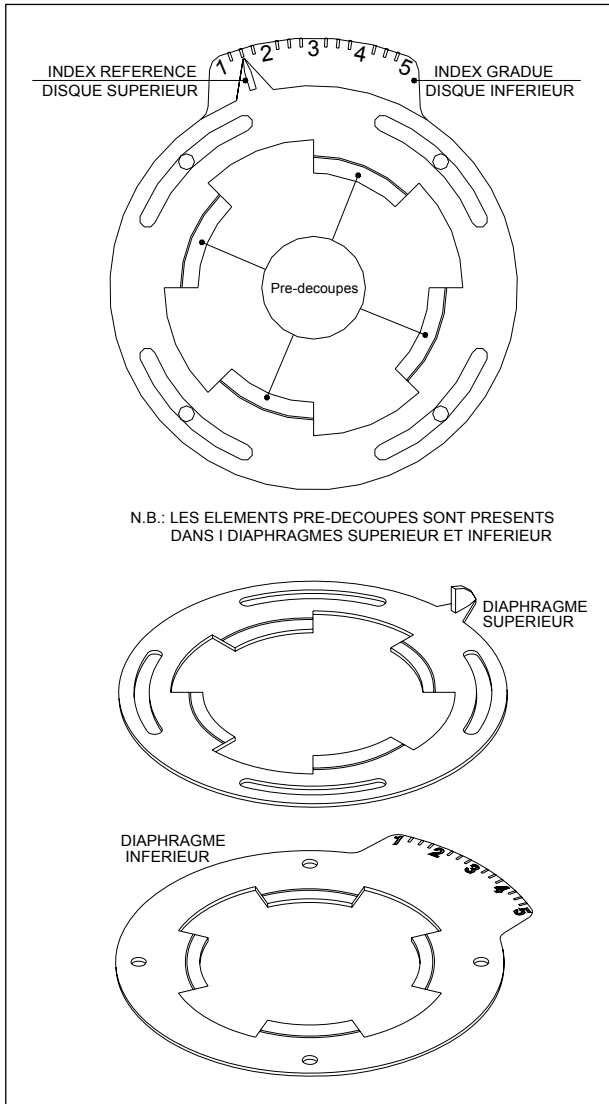 1 2 3 4 5
INDEX REFERENCE
DISQUE SUPERIEUR
INDEX GRADUE
DISQUE INFERIEUR
Pre-decoupes
N.B.: LES ELEMENTS PRE-DECOUPES SONT PRESENTS
DANS I DIAPHRAGMES SUPERIEUR ET INFERIEUR
DIAPHRAGME
SUPERIEUR
DIAPHRAGME
INFERIEUR
1 2 3 4 5